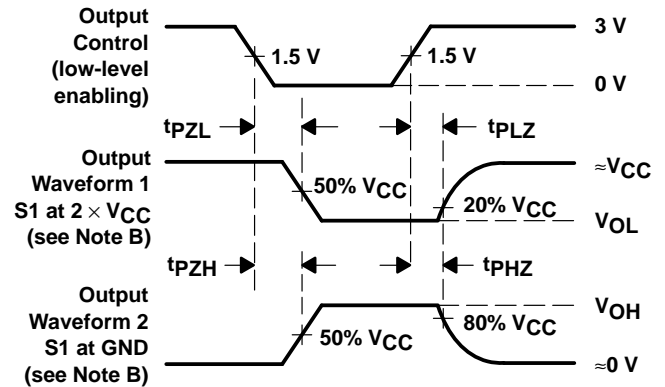 Output
Control
(low-level
enabling)
1.5 V
1.5 V
3 V
0 V
tPZL
tPLZ
Output
Waveform 1
S1 at 2 × VCC
(see Note B)
50% VCC
20% VCC
≈VCC
VOL
tPZH
tPHZ
Output
Waveform 2
S1 at GND
(see Note B)
50% VCC
80% VCC
VOH
≈0 V